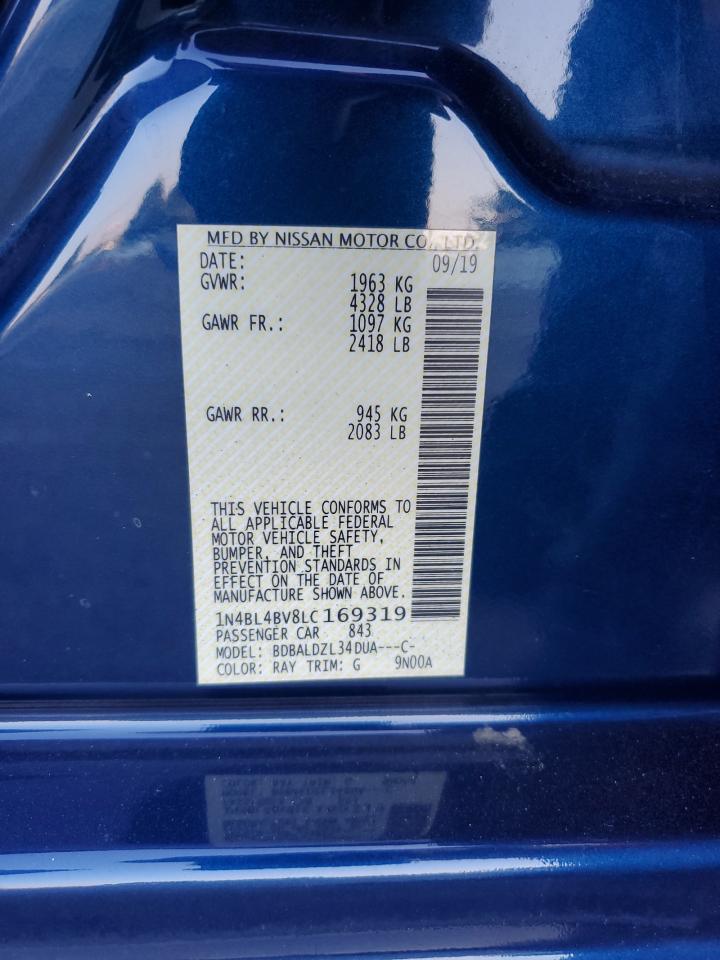 MFD BY NISSAN MOTOR CO., LTD.
DATE: 09/19
GVWR: 1963 KG
4328 LB
GAWR FR.: 1097 KG
2418 LB
GAWR RR.: 945 KG
2083 LB
THIS VEHICLE CONFORMS TO
ALL APPLICABLE FEDERAL
MOTOR VEHICLE SAFETY,
BUMPER, AND THEFT
PREVENTION STANDARDS IN
EFFECT ON THE DATE OF
MANUFACTURE SHOWN ABOVE.
1N4BL4BV8LC169319
PASSENGER CAR 843
MODEL: BDBALDZL34DUA---C-
COLOR: RAY TRIM: G 9N00A